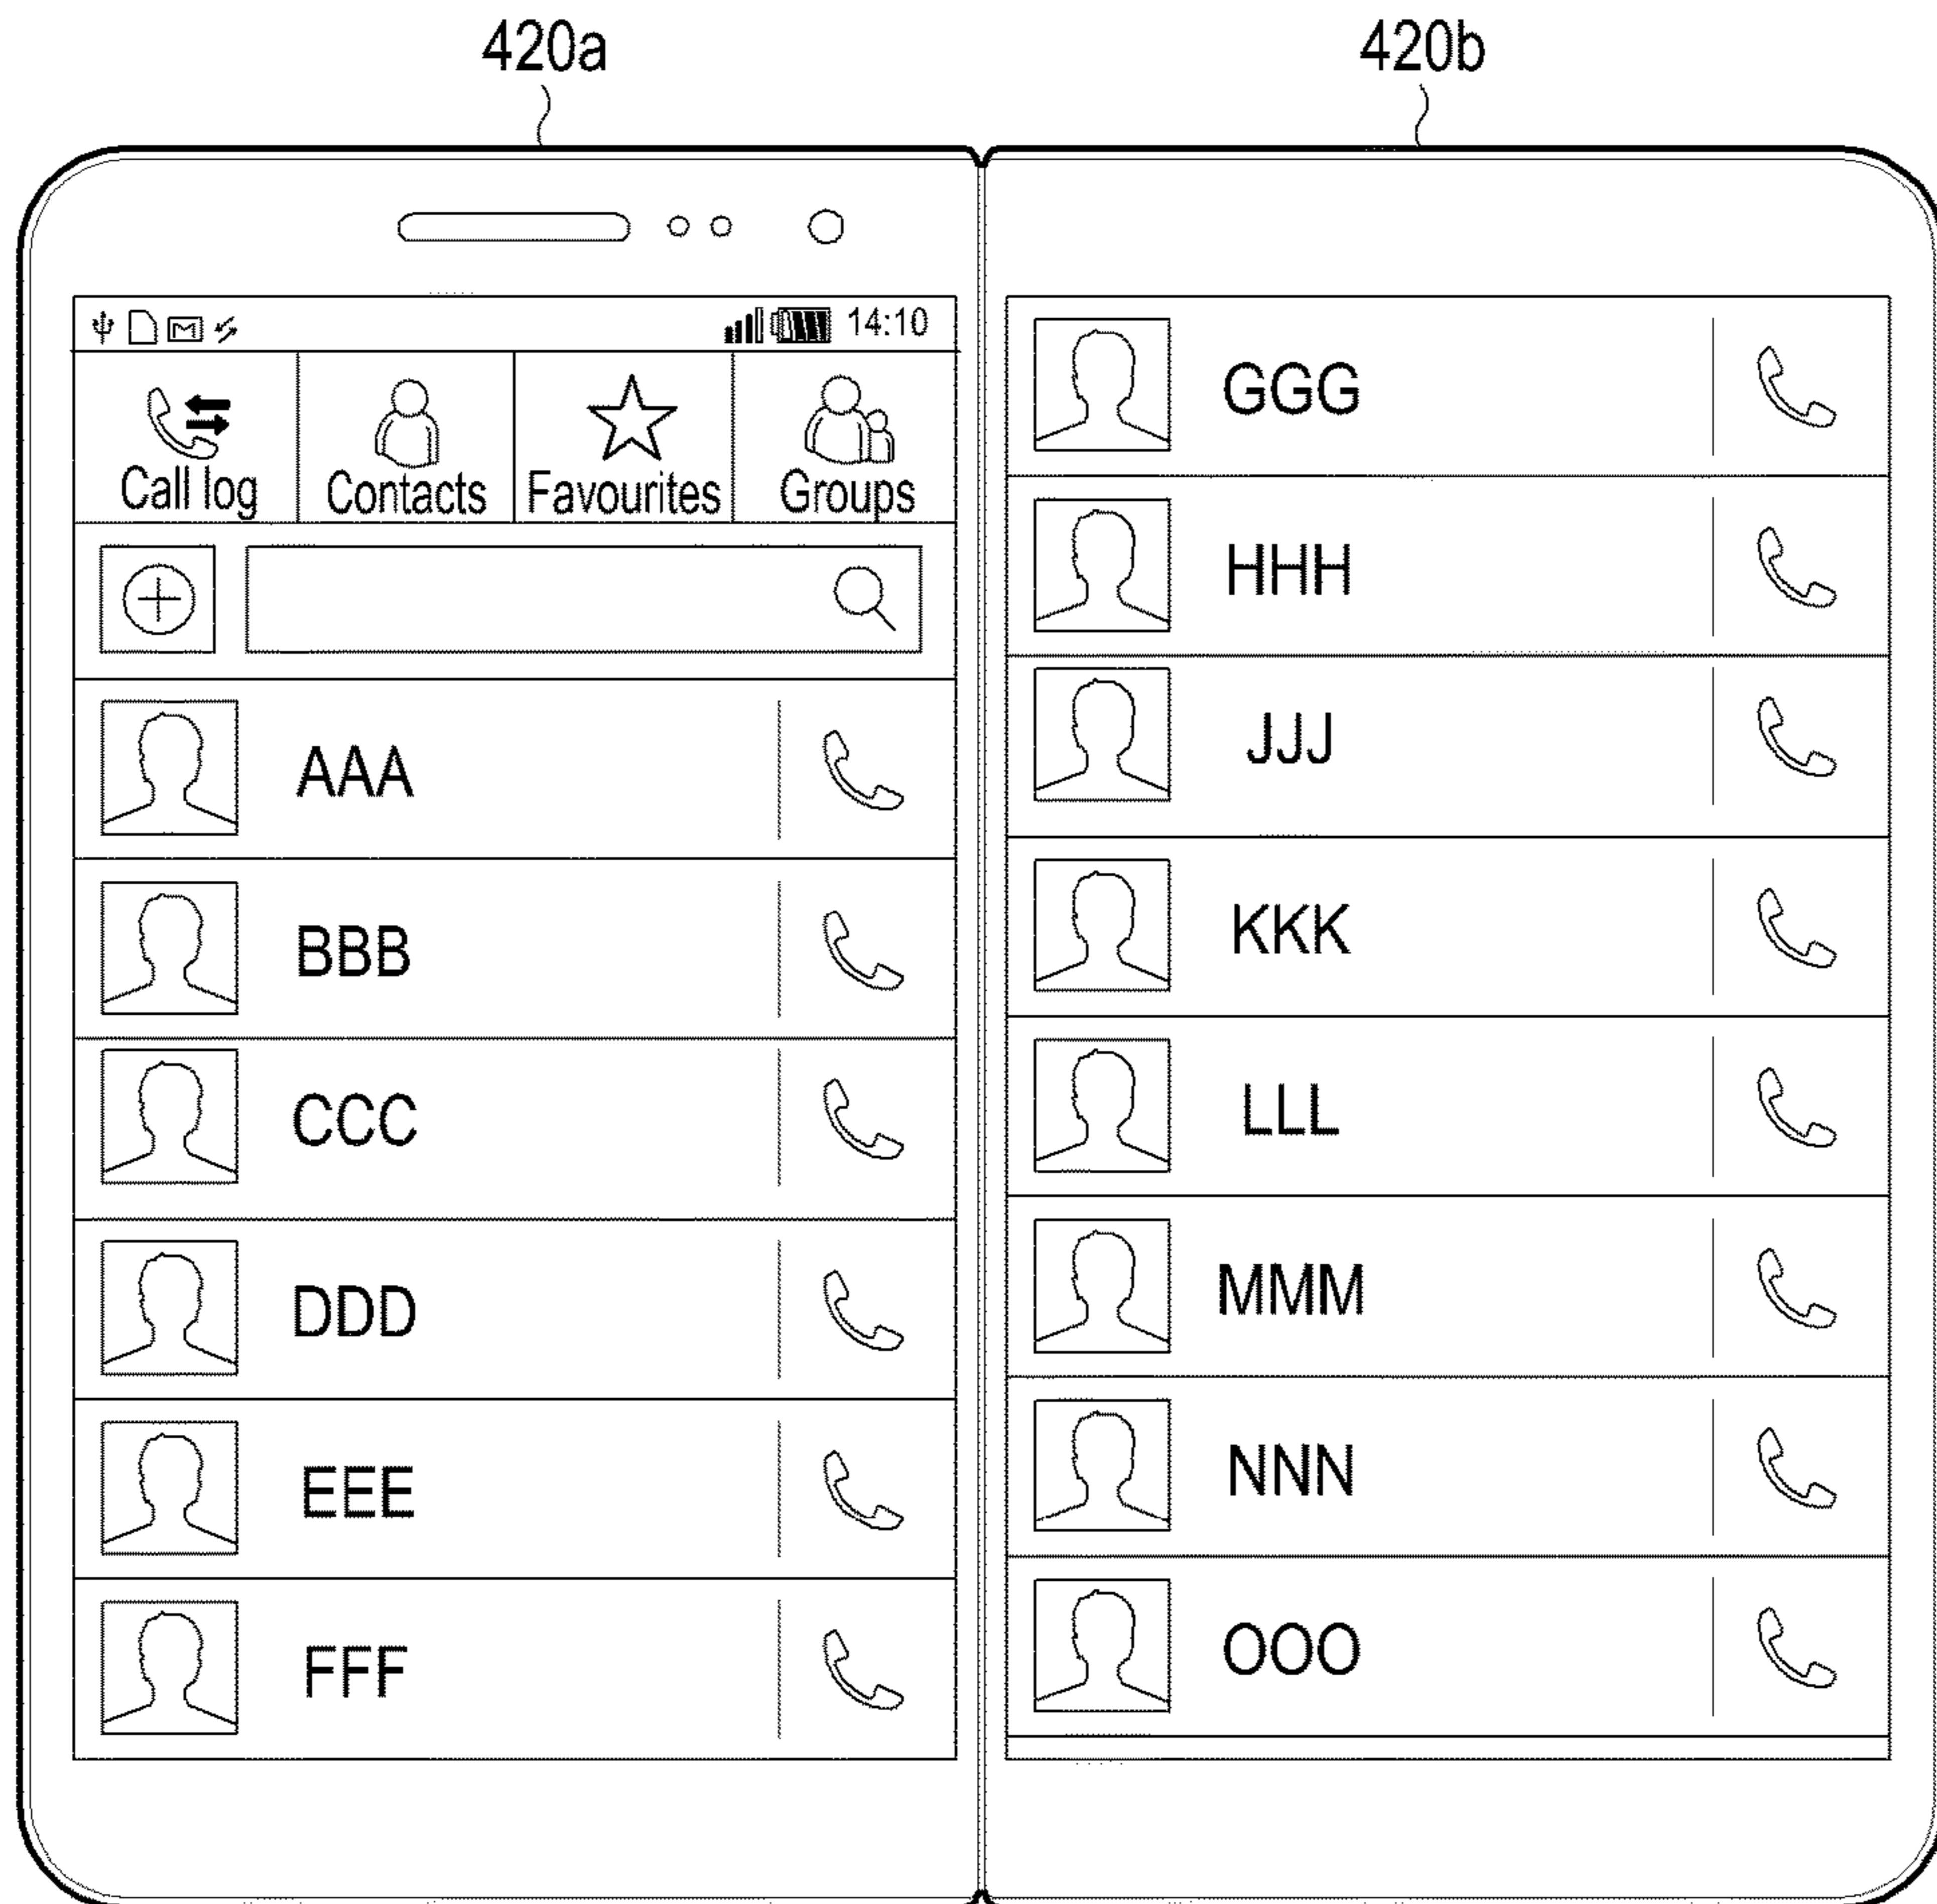 420a 420b
14:10
Call log Contacts Favourites Groups
AAA
BBB
CCC
DDD
EEE
FFF
GGG
HHH
JJJ
KKK
LLL
MMM
NNN
OOO